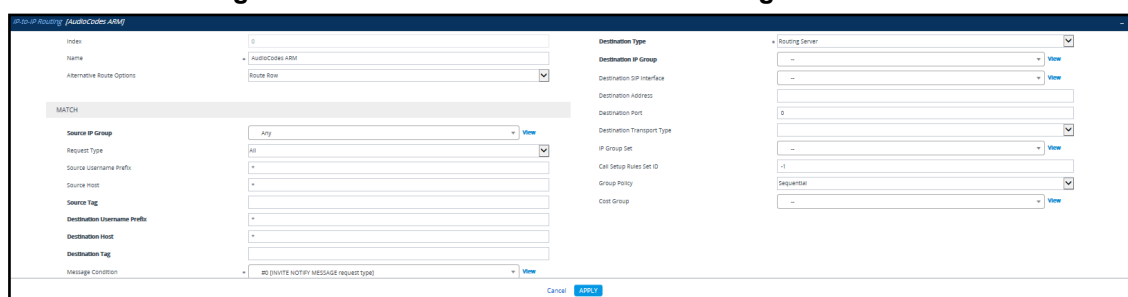 g
IP-to-IP Routing [AudioCodes ARM]
–
Index
0
Name
AudioCodes ARM
Alternative Route Options
Route Row
MATCH
Source IP Group
Any
View
Request Type
All
Source Username Prefix
*
Source Host
*
Source Tag
Destination Username Prefix
*
Destination Host
*
Destination Tag
Message Condition
#0 [INVITE NOTIFY MESSAGE request type]
View
Destination Type
Routing Server
Destination IP Group
--
View
Destination SIP Interface
--
View
Destination Address
Destination Port
0
Destination Transport Type
IP Group Set
--
View
Call Setup Rules Set ID
-1
Group Policy
Sequential
Cost Group
--
View
Cancel APPLY